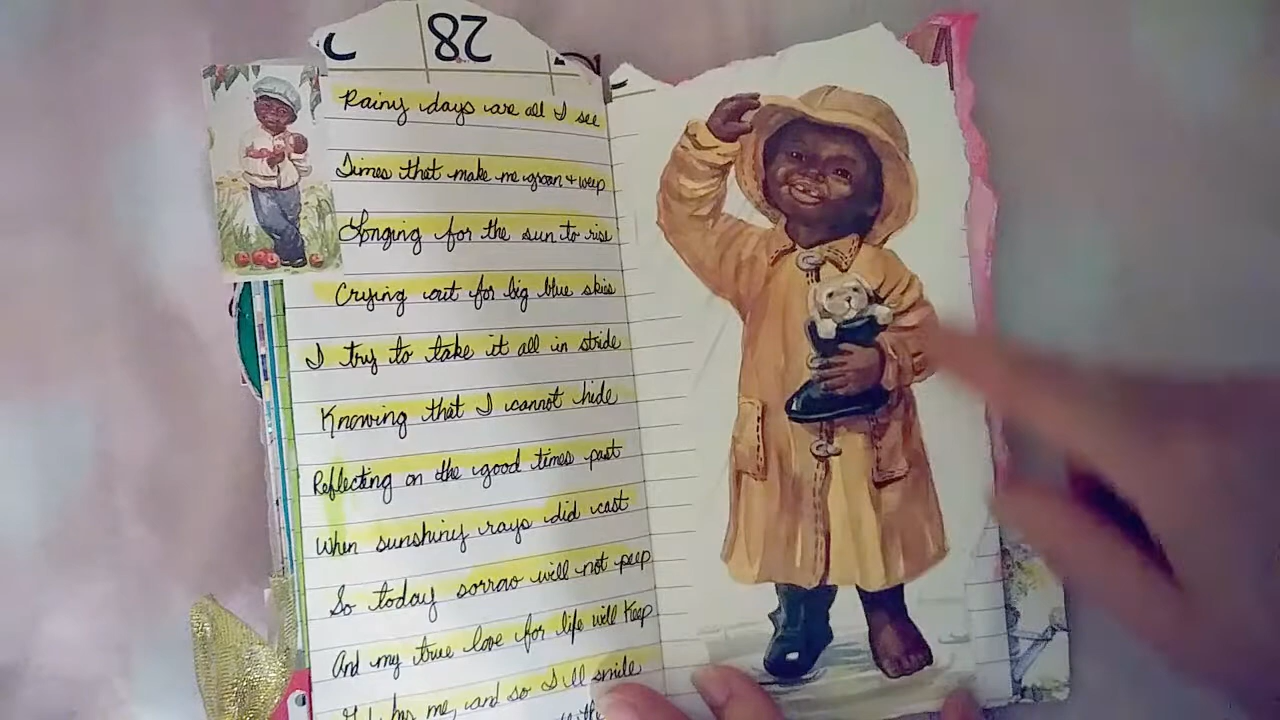 28
Rainy days are all I see
Times that make me groan + weep
Longing for the sun to rise
Crying out for big blue skies
I try to take it all in stride
Knowing that I cannot hide
Reflecting on the good times past
When sunshiny rays did cast
So today sorrow will not peep
And my true love for life will keep
me, and so I'll smile